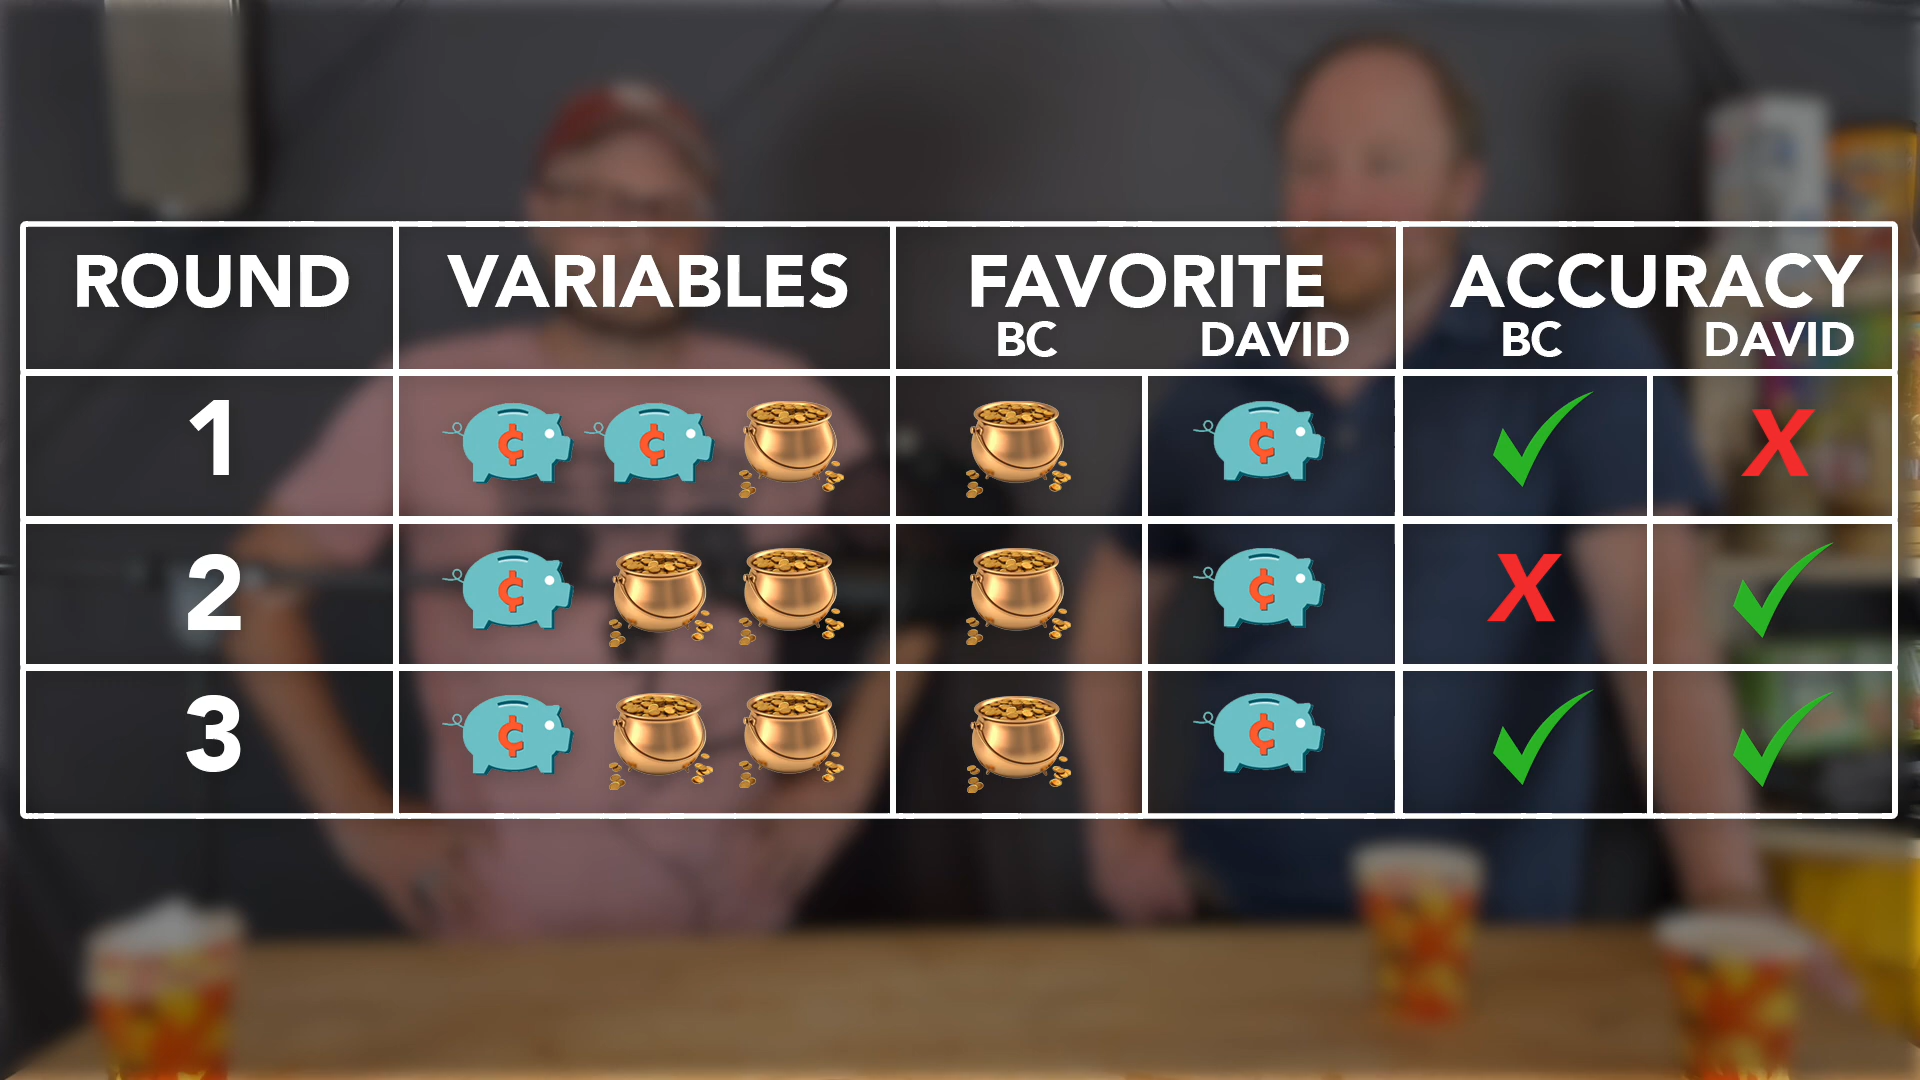 ROUND VARIABLES FAVORITE ACCURACY
BC DAVID BC DAVID
1 ¢ ¢ ¢ X
2 ¢ ¢ X
3 ¢ ¢